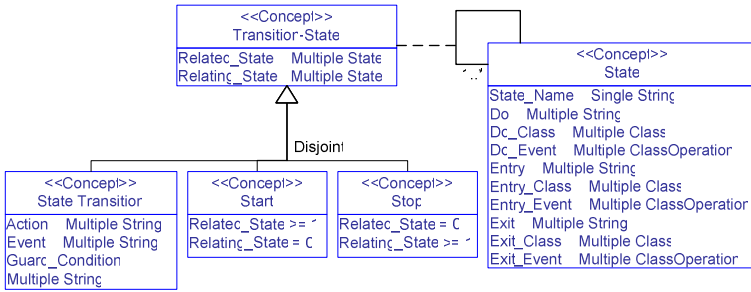 <<Concept>>
Transition-State
Related_State Multiple State
Relating_State Multiple State
<<Concept>>
State
1..*
State_Name Single String
Do Multiple String
Do_Class Multiple Class
Do_Event Multiple ClassOperation
Entry Multiple String
Entry_Class Multiple Class
Entry_Event Multiple ClassOperation
Exit Multiple String
Exit_Class Multiple Class
Exit_Event Multiple ClassOperation
Disjoint
<<Concept>>
State Transition
Action Multiple String
Event Multiple String
Guard_Condition
Multiple String
<<Concept>>
Start
Related_State >= 1
Relating_State = 0
<<Concept>>
Stop
Related_State = 0
Relating_State >= 1